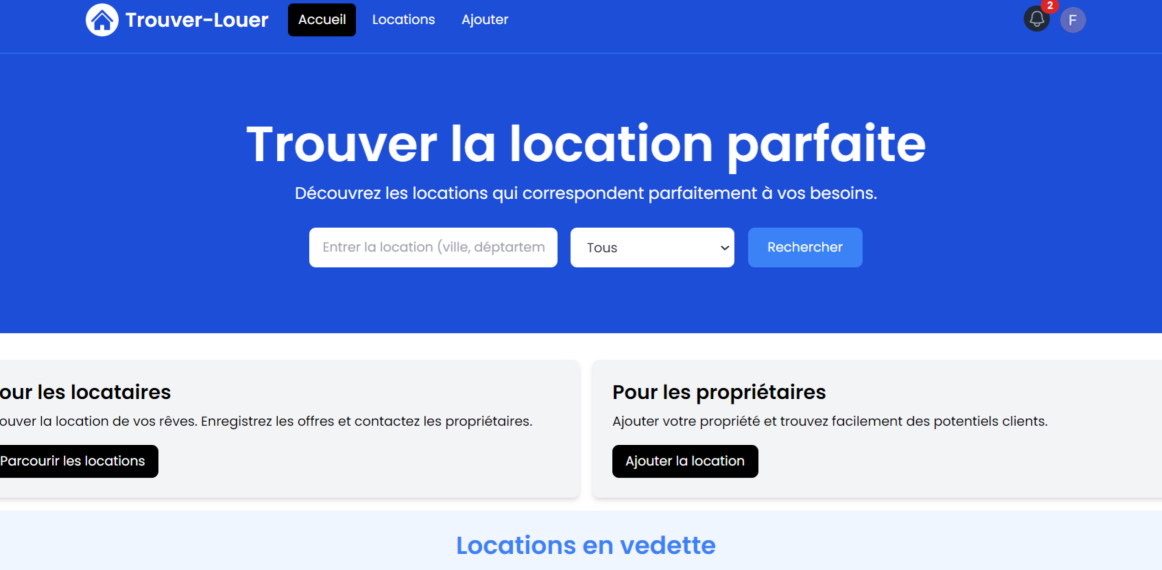 Trouver-Louer Accueil Locations Ajouter 2 F
Trouver la location parfaite
Découvrez les locations qui correspondent parfaitement à vos besoins.
Entrer la location (ville, déptartem Tous Rechercher
our les locataires
ouver la location de vos rêves. Enregistrez les offres et contactez les propriétaires.
Parcourir les locations
Pour les propriétaires
Ajouter votre propriété et trouvez facilement des potentiels clients.
Ajouter la location
Locations en vedette